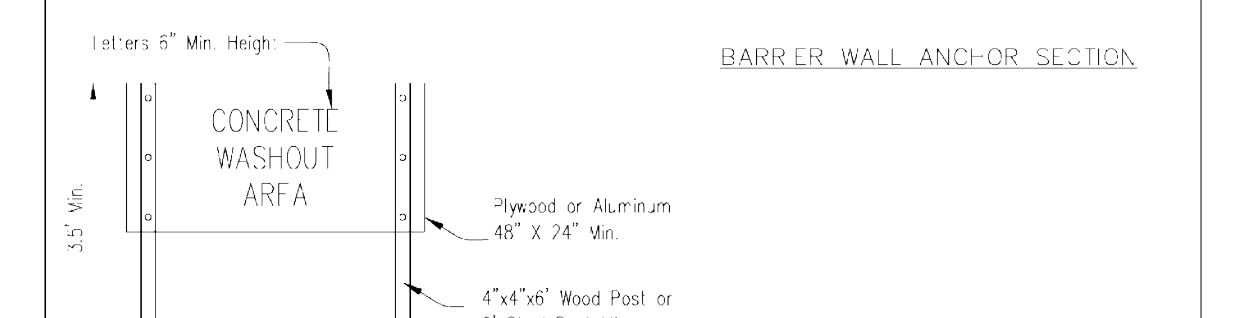 Letters 6" Min. Height
BARRIER WALL ANCHOR SECTION
CONCRETE
WASHOUT
AREA
3.5' Min.
Plywood or Aluminum
48" X 24" Min.
4"x4"x6' Wood Post or